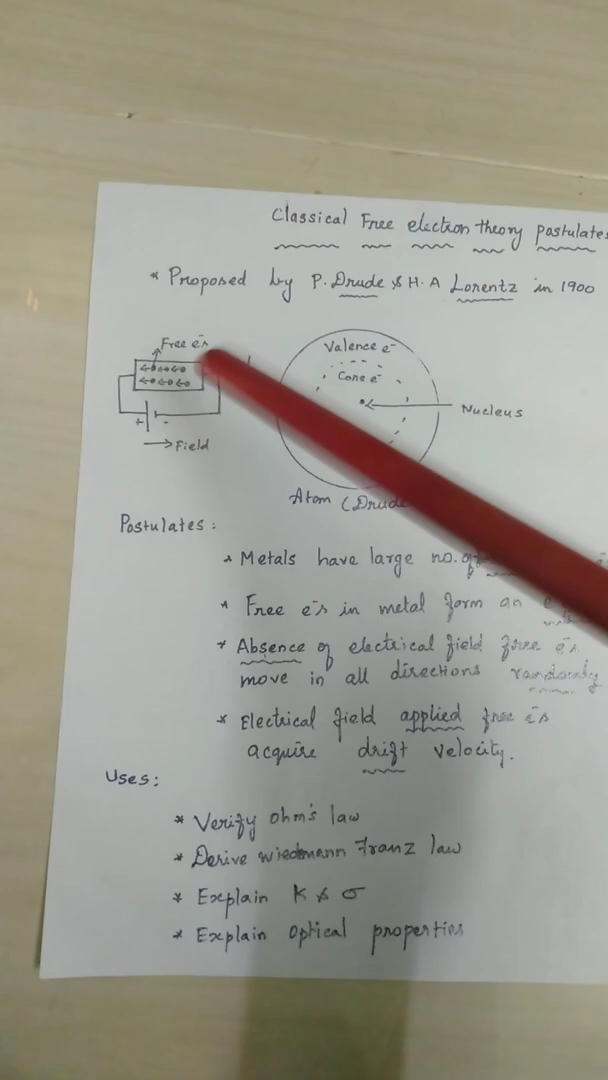 Classical Free electron theory postulates
* Proposed by P. Drude & H. A Lorentz in 1900
Free e⁻s
Valence e⁻
Core e⁻
Nucleus
+ -
→ Field
Atom (Drude
Postulates :
* Metals have large no. of
* Free e⁻s in metal form an
* Absence of electrical field free e⁻s
move in all directions randomly
* Electrical field applied free e⁻s
acquire drift velocity.
Uses :
* Verify Ohm's law
* Derive wiedmann Franz law
* Explain K & σ
* Explain Optical properties